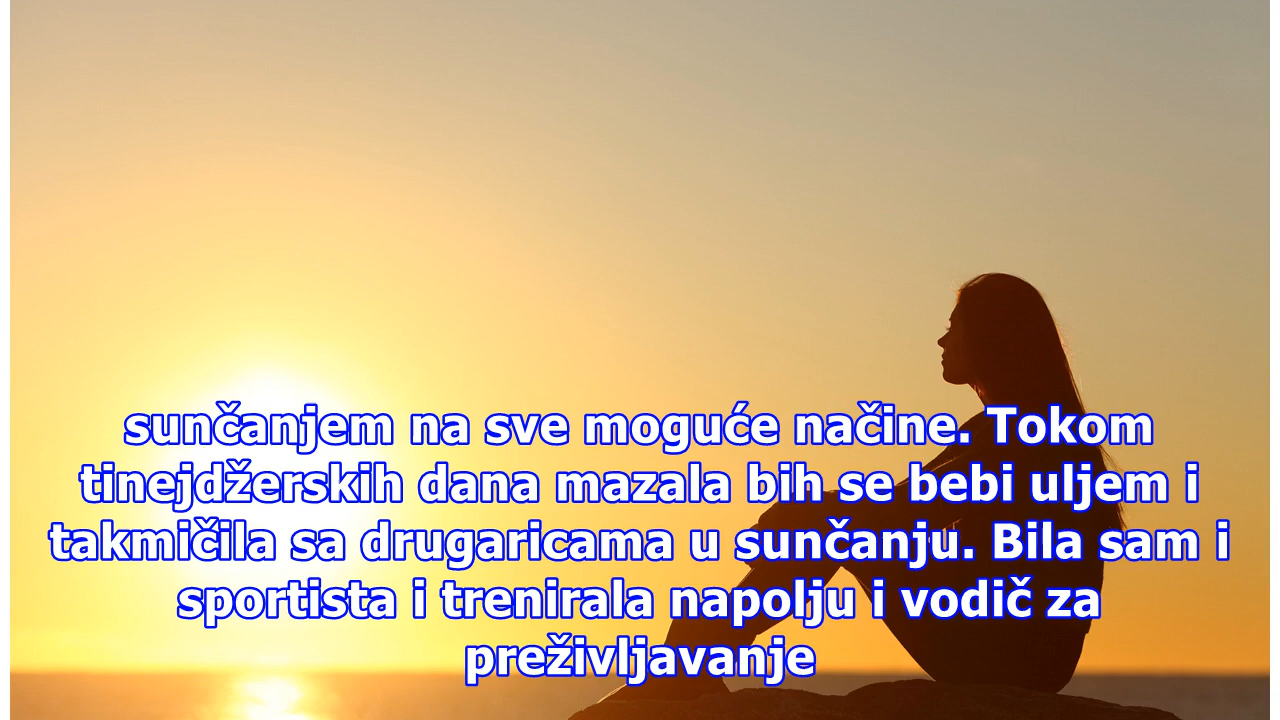 sunčanjem na sve moguće načine. Tokom
tinejdžerskih dana mazala bih se bebi uljem i
takmičila sa drugaricama u sunčanju. Bila sam i
sportista i trenirala napolju i vodič za
preživljavanje